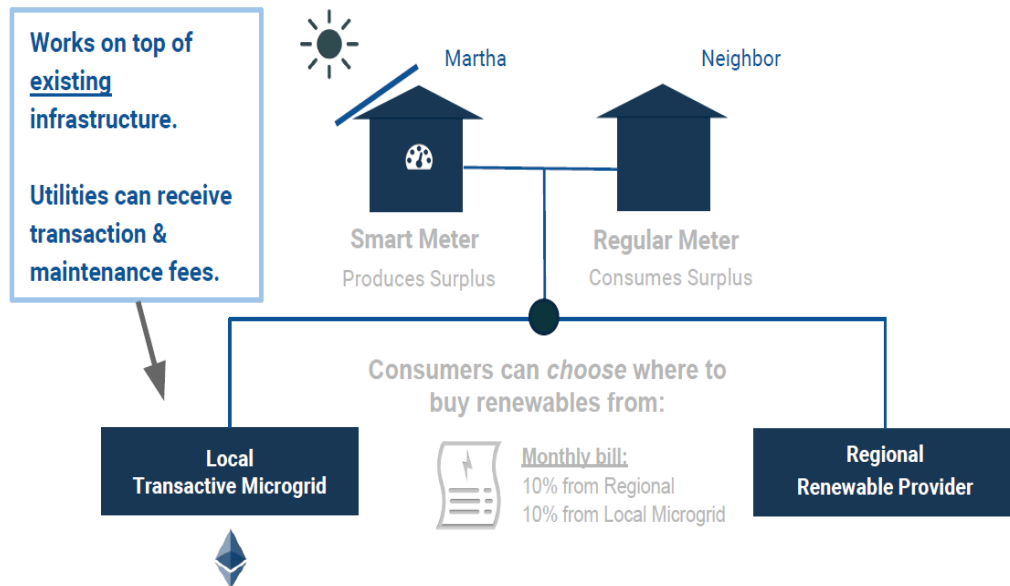 Works on top of
existing
infrastructure.
Utilities can receive
transaction &
maintenance fees.
Martha
Neighbor
Smart Meter
Produces Surplus
Regular Meter
Consumes Surplus
Consumers can choose where to
buy renewables from:
Monthly bill:
10% from Regional
10% from Local Microgrid
Local
Transactive Microgrid
Regional
Renewable Provider